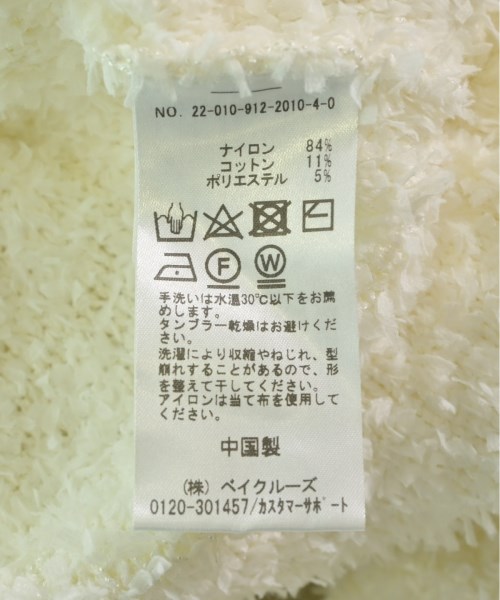 NO. 22-010-912-2010-4-0
ナイロン 84%
コットン 11%
ポリエステル 5%
F W
手洗いは水温30℃以下をお薦
めします。
タンブラー乾燥はお避けくだ
さい。
洗濯により収縮やねじれ、型
崩れすることがあるので、形
を整えて干してください。
アイロンは当て布を使用して
ください。
中国製
(株) ベイクルーズ
0120-301457/カスタマーサポート